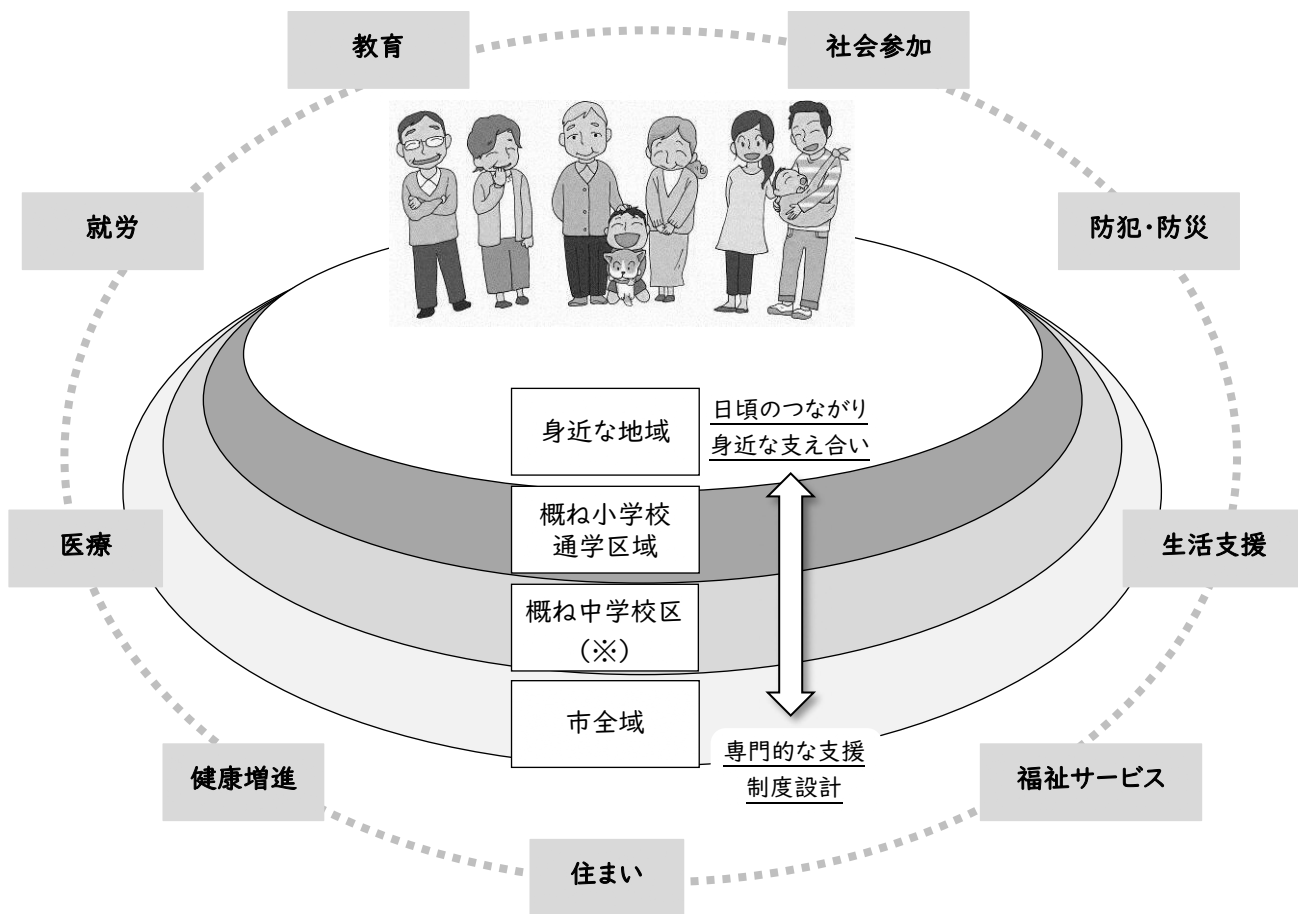 教育
社会参加
就労
防犯・防災
身近な地域
日頃のつながり
身近な支え合い
概ね小学校
通学区域
医療
生活支援
概ね中学校区
(※)
市全域
専門的な支援
制度設計
健康増進
福祉サービス
住まい